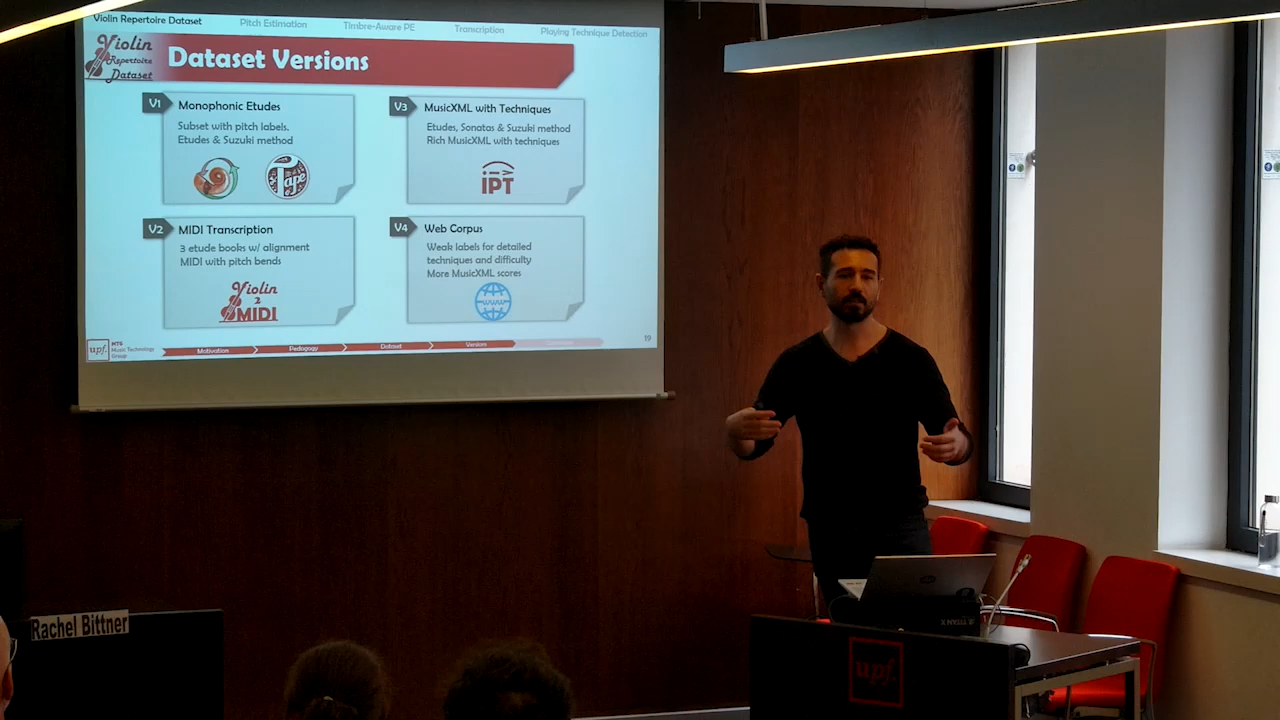 Violin Repertoire Dataset
Pitch Estimation
Timbre-Aware PE
Transcription
Playing Technique Detection
Violin
Repertoire
Dataset
Dataset Versions
V1
Monophonic Etudes
Subset with pitch labels.
Etudes & Suzuki method
Tape
V3
MusicXML with Techniques
Etudes, Sonatas & Suzuki method
Rich MusicXML with techniques
IPT
V2
MIDI Transcription
3 etude books w/ alignment
MIDI with pitch bends
Violin
2
MIDI
V4
Web Corpus
Weak labels for detailed
techniques and difficulty
More MusicXML scores
www
upf.
MTG
Music Technology
Group
Motivation
Pedagogy
Dataset
Versions
19
Rachel Bittner
TITAN X
upf.